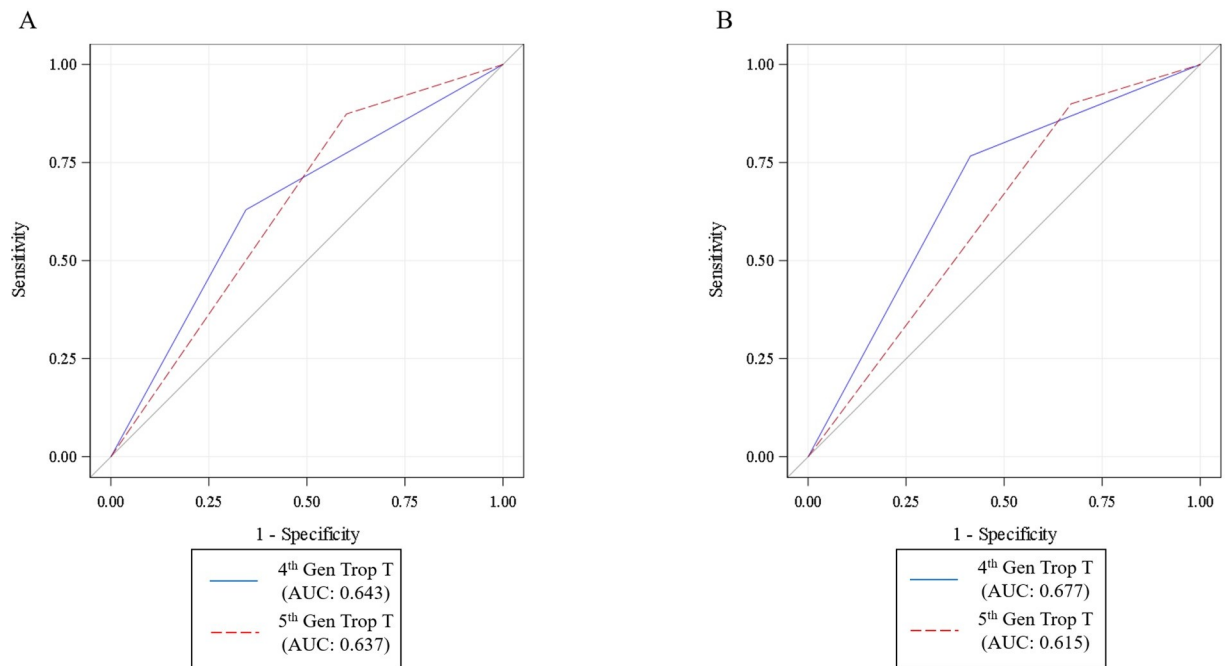 A
1.00
0.75
0.50
0.25
0.00
Sensitivity
0.00 0.25 0.50 0.75 1.00
1 - Specificity
4th Gen Trop T
(AUC: 0.643)
5th Gen Trop T
(AUC: 0.637)
B
1.00
0.75
0.50
0.25
0.00
Sensitivity
0.00 0.25 0.50 0.75 1.00
1 - Specificity
4th Gen Trop T
(AUC: 0.677)
5th Gen Trop T
(AUC: 0.615)